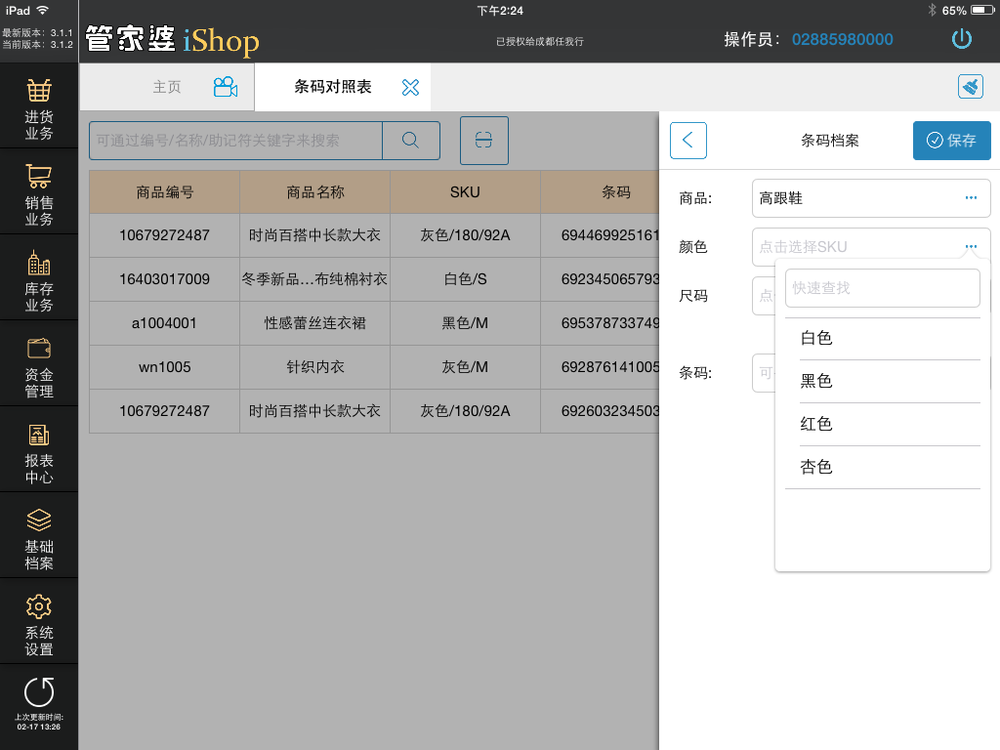 iPad
下午2:24
65%
最新版本: 3.1.1
当前版本: 3.1.2
管家婆 iShop
已授权给成都任我行
操作员: 02885980000
主页
条码对照表
进货
业务
销售
业务
库存
业务
资金
管理
报表
中心
基础
档案
系统
设置
上次更新时间:
02-17 13:26
可通过编号/名称/助记符关键字来搜索
商品编号 商品名称 SKU 条码
10679272487 时尚百搭中长款大衣 灰色/180/92A 694469925161
16403017009 冬季新品...布纯棉衬衣 白色/S 692345065793
a1004001 性感蕾丝连衣裙 黑色/M 695378733749
wn1005 针织内衣 灰色/M 692876141005
10679272487 时尚百搭中长款大衣 灰色/180/92A 692603234503
条码档案
保存
商品: 高跟鞋
颜色 点击选择SKU
尺码 点
条码: 可
快速查找
白色
黑色
红色
杏色